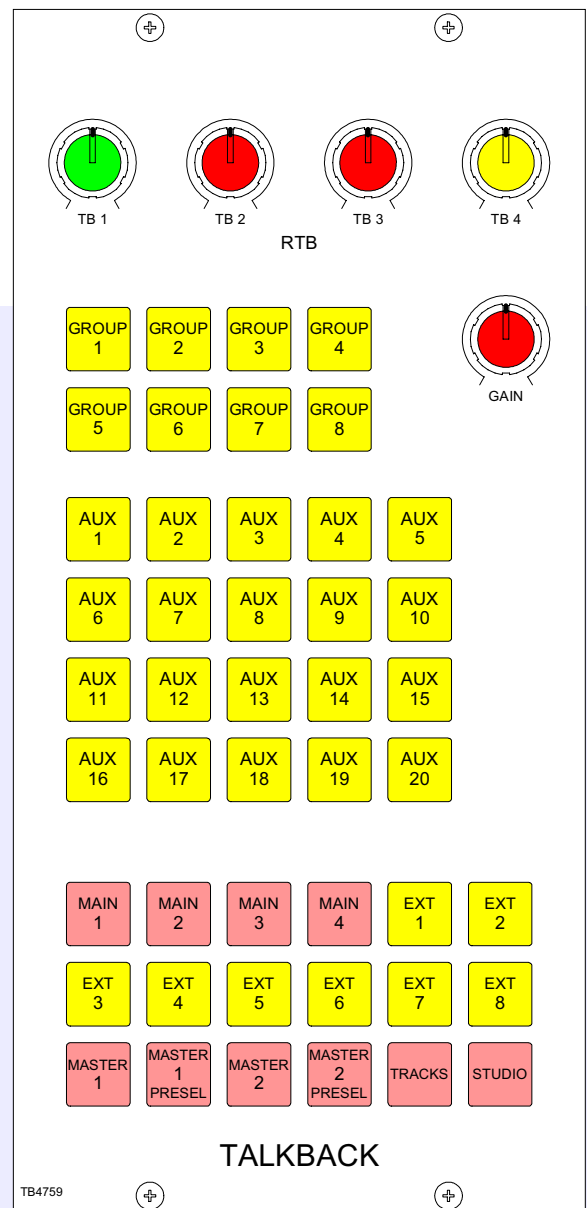 TB 1 TB 2 TB 3 TB 4
RTB
GAIN
GROUP GROUP GROUP GROUP
1 2 3 4
GROUP GROUP GROUP GROUP
5 6 7 8
AUX AUX AUX AUX AUX
1 2 3 4 5
AUX AUX AUX AUX AUX
6 7 8 9 10
AUX AUX AUX AUX AUX
11 12 13 14 15
AUX AUX AUX AUX AUX
16 17 18 19 20
MAIN MAIN MAIN MAIN EXT EXT
1 2 3 4 1 2
EXT EXT EXT EXT EXT EXT
3 4 5 6 7 8
MASTER
1
MASTER
1
PRESEL
MASTER
2
MASTER
2
PRESEL
TRACKS
STUDIO
TALKBACK
TB4759